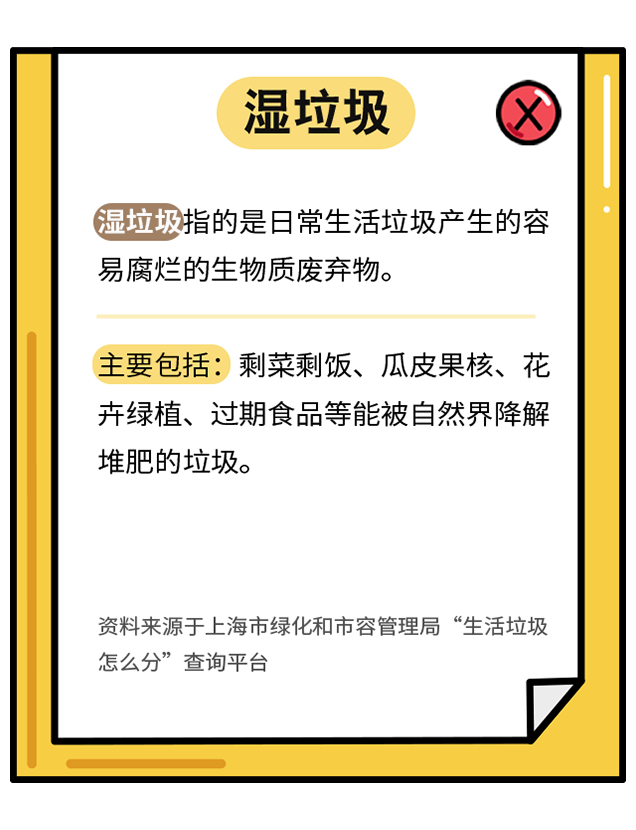 湿垃圾
X
湿垃圾指的是日常生活垃圾产生的容
易腐烂的生物质废弃物。
主要包括：剩菜剩饭、瓜皮果核、花
卉绿植、过期食品等能被自然界降解
堆肥的垃圾。
资料来源于上海市绿化和市容管理局“生活垃圾
怎么分”查询平台